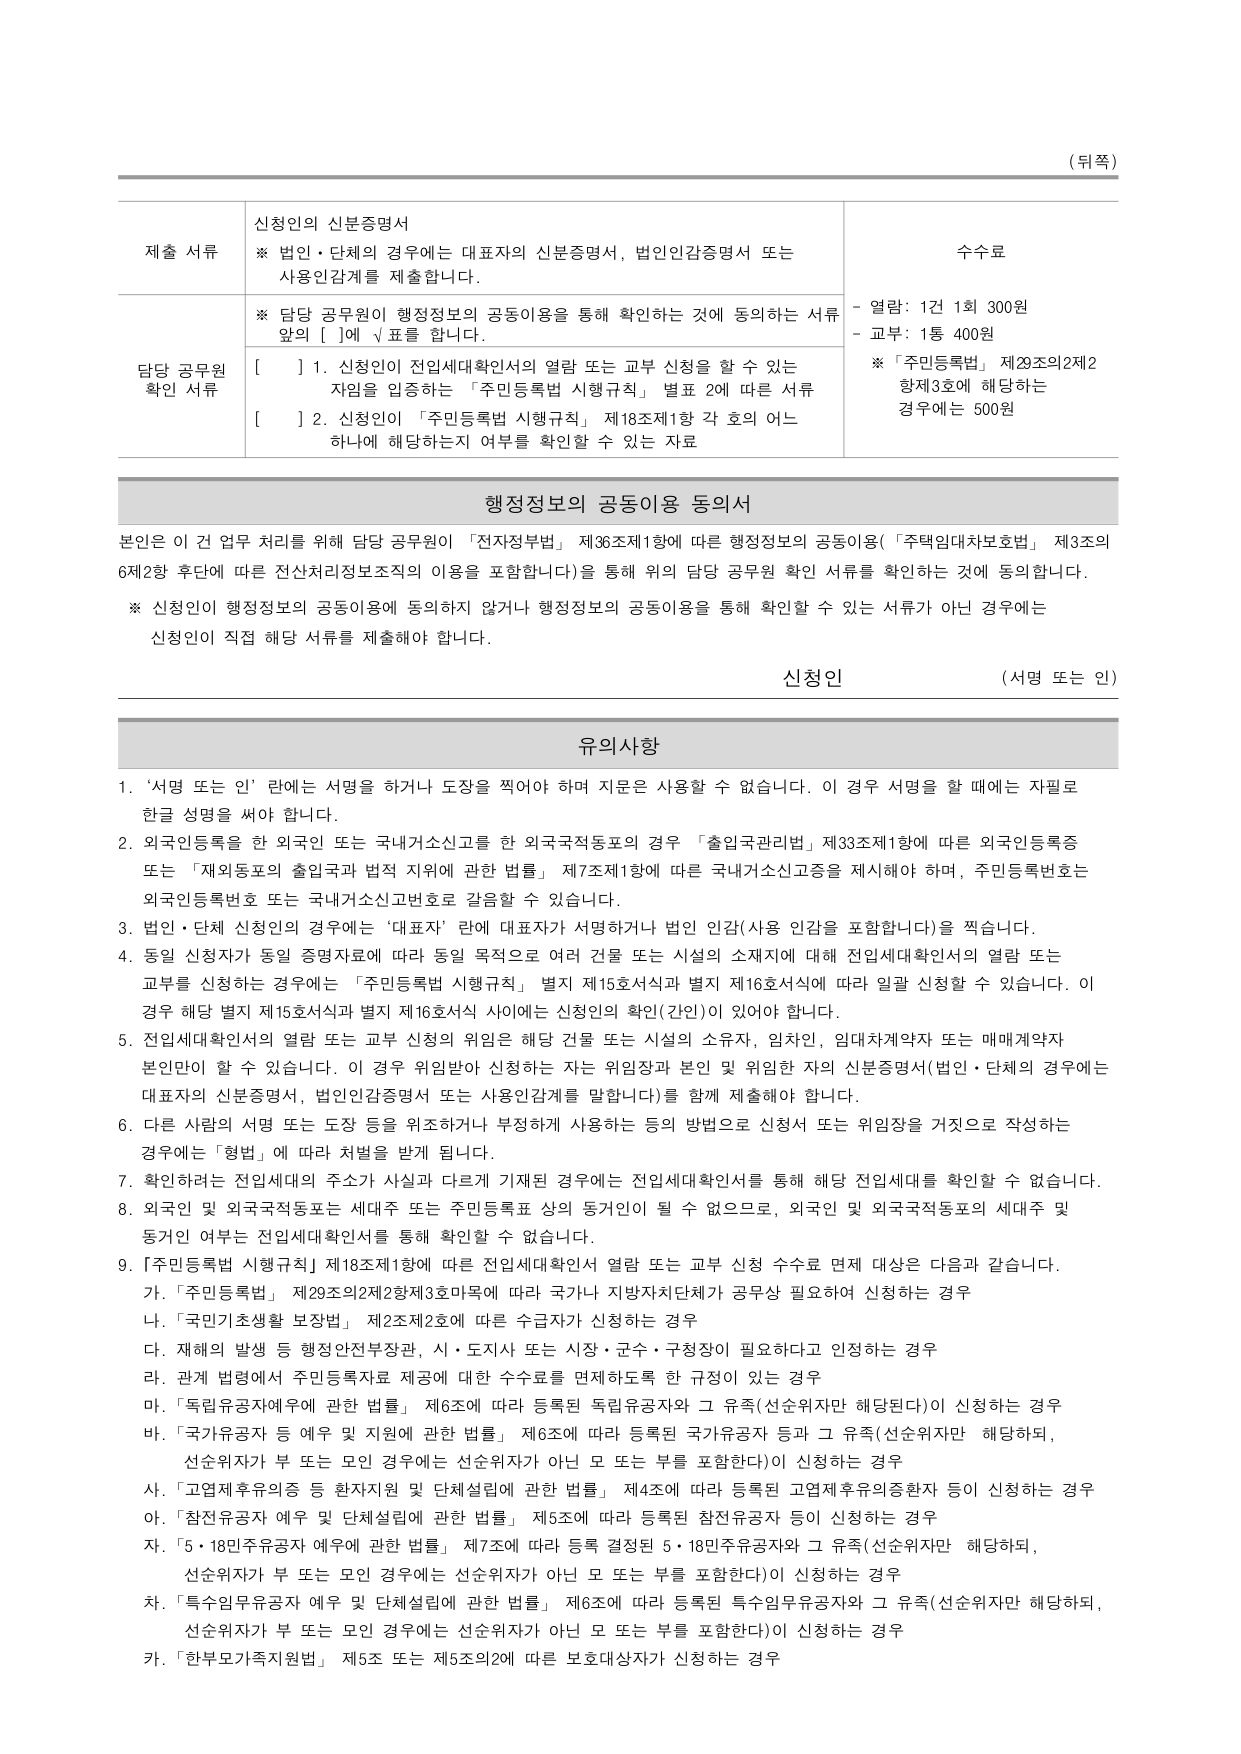 (뒤쪽)
제출 서류
신청인의 신분증명서
※ 법인·단체의 경우에는 대표자의 신분증명서, 법인인감증명서 또는
사용인감계를 제출합니다.
수수료
- 열람: 1건 1회 300원
- 교부: 1통 400원
※「주민등록법」 제29조의2제2
항제3호에 해당하는
경우에는 500원
담당 공무원
확인 서류
※ 담당 공무원이 행정정보의 공동이용을 통해 확인하는 것에 동의하는 서류
앞의 [ ]에 √표를 합니다.
[ ] 1. 신청인이 전입세대확인서의 열람 또는 교부 신청을 할 수 있는
자임을 입증하는 「주민등록법 시행규칙」 별표 2에 따른 서류
[ ] 2. 신청인이 「주민등록법 시행규칙」 제18조제1항 각 호의 어느
하나에 해당하는지 여부를 확인할 수 있는 자료
행정정보의 공동이용 동의서
본인은 이 건 업무 처리를 위해 담당 공무원이 「전자정부법」 제36조제1항에 따른 행정정보의 공동이용(「주택임대차보호법」 제3조의
6제2항 후단에 따른 전산처리정보조직의 이용을 포함합니다)을 통해 위의 담당 공무원 확인 서류를 확인하는 것에 동의합니다.
※ 신청인이 행정정보의 공동이용에 동의하지 않거나 행정정보의 공동이용을 통해 확인할 수 있는 서류가 아닌 경우에는
신청인이 직접 해당 서류를 제출해야 합니다.
신청인 (서명 또는 인)
유의사항
1. ‘서명 또는 인’란에는 서명을 하거나 도장을 찍어야 하며 지문은 사용할 수 없습니다. 이 경우 서명을 할 때에는 자필로
한글 성명을 써야 합니다.
2. 외국인등록을 한 외국인 또는 국내거소신고를 한 외국국적동포의 경우 「출입국관리법」제33조제1항에 따른 외국인등록증
또는 「재외동포의 출입국과 법적 지위에 관한 법률」 제7조제1항에 따른 국내거소신고증을 제시해야 하며, 주민등록번호는
외국인등록번호 또는 국내거소신고번호로 갈음할 수 있습니다.
3. 법인·단체 신청인의 경우에는 ‘대표자’란에 대표자가 서명하거나 법인 인감(사용 인감을 포함합니다)을 찍습니다.
4. 동일 신청자가 동일 증명자료에 따라 동일 목적으로 여러 건물 또는 시설의 소재지에 대해 전입세대확인서의 열람 또는
교부를 신청하는 경우에는 「주민등록법 시행규칙」 별지 제15호서식과 별지 제16호서식에 따라 일괄 신청할 수 있습니다. 이
경우 해당 별지 제15호서식과 별지 제16호서식 사이에는 신청인의 확인(간인)이 있어야 합니다.
5. 전입세대확인서의 열람 또는 교부 신청의 위임은 해당 건물 또는 시설의 소유자, 임차인, 임대차계약자 또는 매매계약자
본인만이 할 수 있습니다. 이 경우 위임받아 신청하는 자는 위임장과 본인 및 위임한 자의 신분증명서(법인·단체의 경우에는
대표자의 신분증명서, 법인인감증명서 또는 사용인감계를 말합니다)를 함께 제출해야 합니다.
6. 다른 사람의 서명 또는 도장 등을 위조하거나 부정하게 사용하는 등의 방법으로 신청서 또는 위임장을 거짓으로 작성하는
경우에는「형법」에 따라 처벌을 받게 됩니다.
7. 확인하려는 전입세대의 주소가 사실과 다르게 기재된 경우에는 전입세대확인서를 통해 해당 전입세대를 확인할 수 없습니다.
8. 외국인 및 외국국적동포는 세대주 또는 주민등록표 상의 동거인이 될 수 없으므로, 외국인 및 외국국적동포의 세대주 및
동거인 여부는 전입세대확인서를 통해 확인할 수 없습니다.
9.「주민등록법 시행규칙」제18조제1항에 따른 전입세대확인서 열람 또는 교부 신청 수수료 면제 대상은 다음과 같습니다.
가.「주민등록법」 제29조의2제2항제3호마목에 따라 국가나 지방자치단체가 공무상 필요하여 신청하는 경우
나.「국민기초생활 보장법」 제2조제2호에 따른 수급자가 신청하는 경우
다. 재해의 발생 등 행정안전부장관, 시·도지사 또는 시장·군수·구청장이 필요하다고 인정하는 경우
라. 관계 법령에서 주민등록자료 제공에 대한 수수료를 면제하도록 한 규정이 있는 경우
마.「독립유공자예우에 관한 법률」 제6조에 따라 등록된 독립유공자와 그 유족(선순위자만 해당된다)이 신청하는 경우
바.「국가유공자 등 예우 및 지원에 관한 법률」 제6조에 따라 등록된 국가유공자 등과 그 유족(선순위자만 해당하되,
선순위자가 부 또는 모인 경우에는 선순위자가 아닌 모 또는 부를 포함한다)이 신청하는 경우
사.「고엽제후유의증 등 환자지원 및 단체설립에 관한 법률」 제4조에 따라 등록된 고엽제후유의증환자 등이 신청하는 경우
아.「참전유공자 예우 및 단체설립에 관한 법률」 제5조에 따라 등록된 참전유공자 등이 신청하는 경우
자.「5·18민주유공자 예우에 관한 법률」 제7조에 따라 등록 결정된 5·18민주유공자와 그 유족(선순위자만 해당하되,
선순위자가 부 또는 모인 경우에는 선순위자가 아닌 모 또는 부를 포함한다)이 신청하는 경우
차.「특수임무유공자 예우 및 단체설립에 관한 법률」 제6조에 따라 등록된 특수임무유공자와 그 유족(선순위자만 해당하되,
선순위자가 부 또는 모인 경우에는 선순위자가 아닌 모 또는 부를 포함한다)이 신청하는 경우
카.「한부모가족지원법」 제5조 또는 제5조의2에 따른 보호대상자가 신청하는 경우